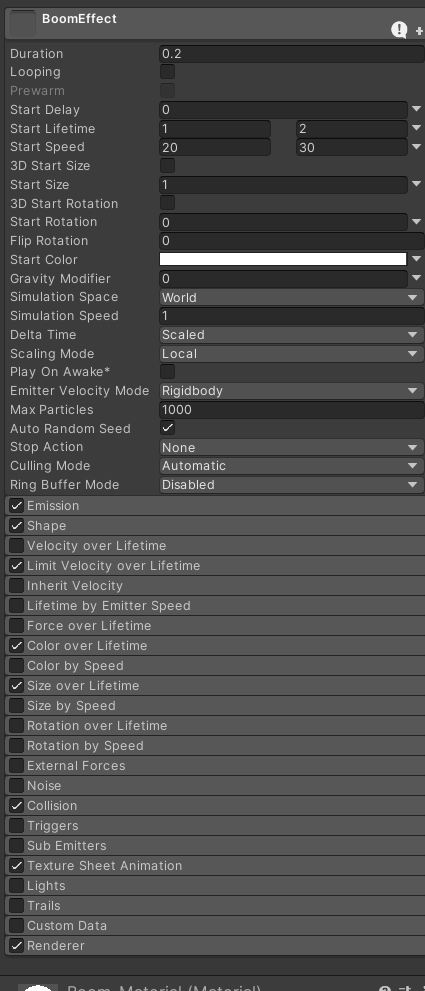 BoomEffect
Duration 0.2
Looping
Prewarm
Start Delay 0
Start Lifetime 1 2
Start Speed 20 30
3D Start Size
Start Size 1
3D Start Rotation
Start Rotation 0
Flip Rotation 0
Start Color
Gravity Modifier 0
Simulation Space World
Simulation Speed 1
Delta Time Scaled
Scaling Mode Local
Play On Awake*
Emitter Velocity Mode Rigidbody
Max Particles 1000
Auto Random Seed
Stop Action None
Culling Mode Automatic
Ring Buffer Mode Disabled
Emission
Shape
Velocity over Lifetime
Limit Velocity over Lifetime
Inherit Velocity
Lifetime by Emitter Speed
Force over Lifetime
Color over Lifetime
Color by Speed
Size over Lifetime
Size by Speed
Rotation over Lifetime
Rotation by Speed
External Forces
Noise
Collision
Triggers
Sub Emitters
Texture Sheet Animation
Lights
Trails
Custom Data
Renderer
Boom_Material (Material)